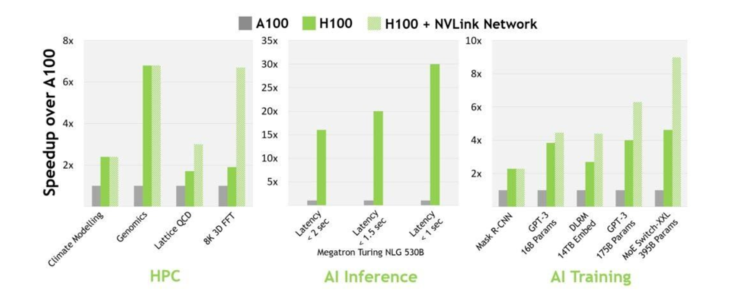 A100 H100 H100 + NVLink Network
Speedup over A100
8x
6x
4x
2x
Climate Modelling
Genomics
Lattice QCD
8K 3D FFT
HPC
35x
30x
25x
20x
15x
10x
5x
Latency
< 2 sec
Latency
< 1.5 sec
Latency
< 1 sec
Megatron Turing NLG 530B
AI Inference
10x
8x
6x
4x
2x
Mask R-CNN
GPT-3
16B Params
DLRM
14TB Embed
GPT-3
175B Params
MoE Switch-XXL
395B Params
AI Training